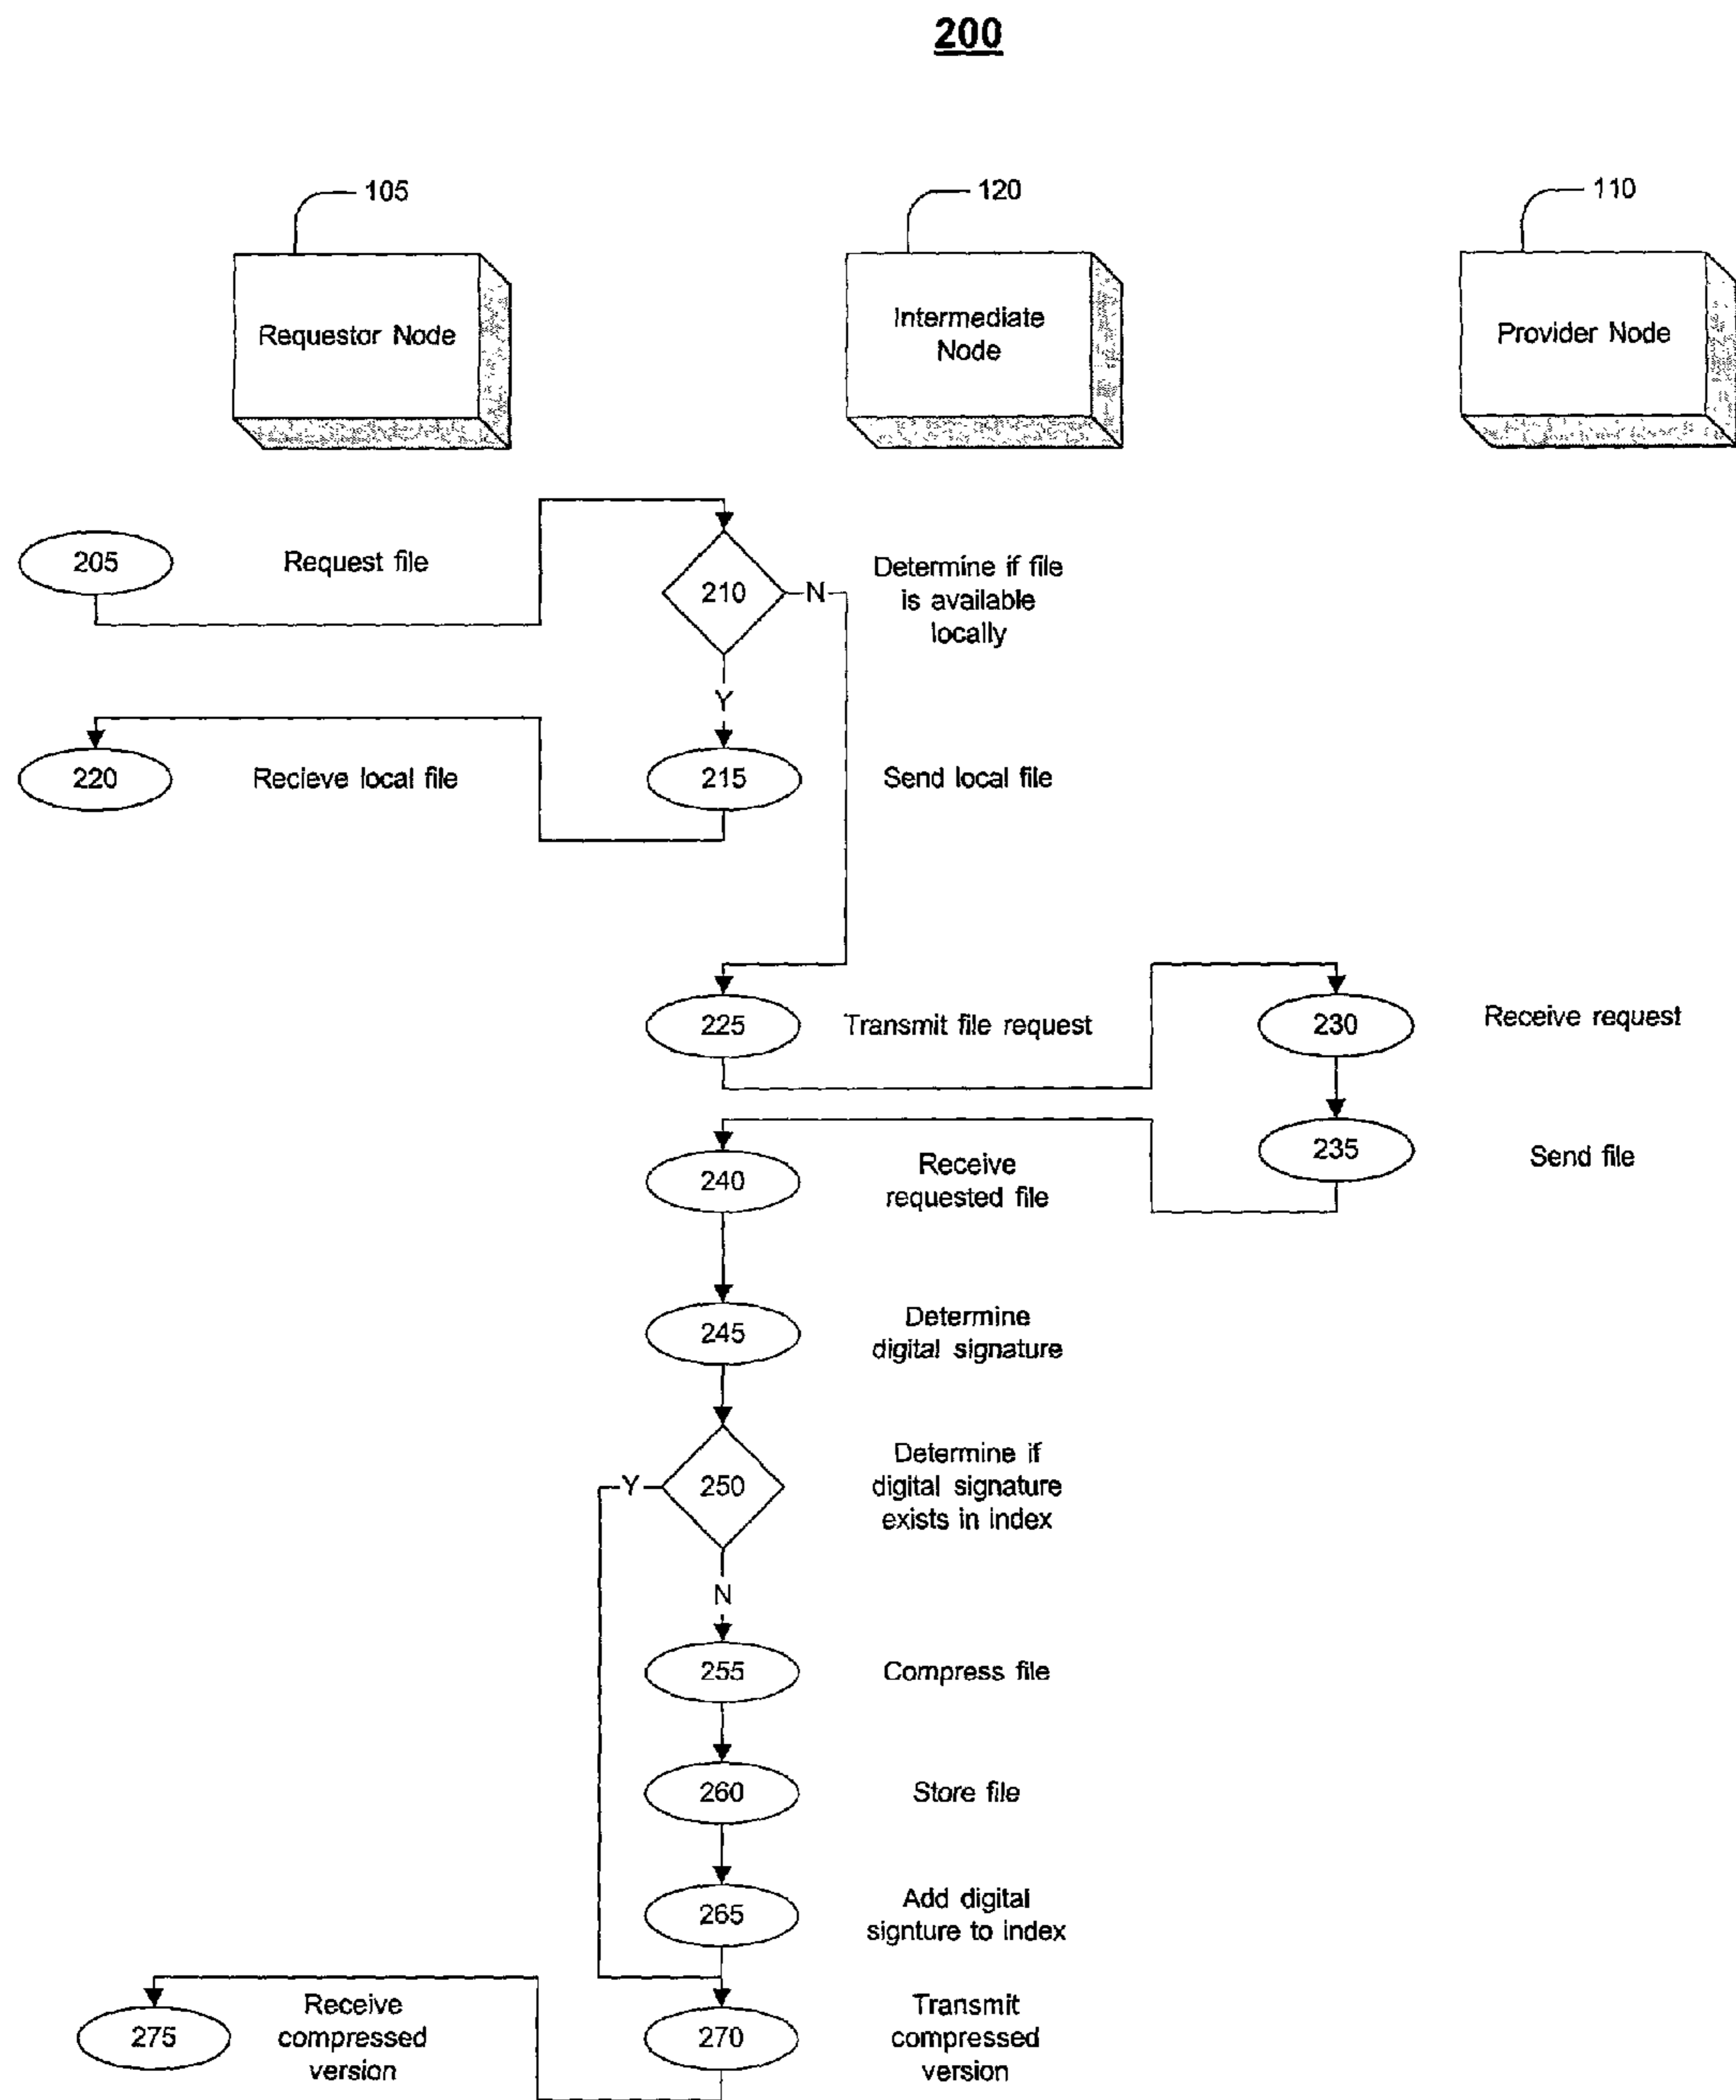 200
105
120
110
Requestor Node
Intermediate
Node
Provider Node
205
Request file
210
N
Determine if file
is available
locally
Y
220
Recieve local file
215
Send local file
225
Transmit file request
230
Receive request
240
Receive
requested file
235
Send file
245
Determine
digital signature
Y
250
Determine if
digital signature
exists in index
N
255
Compress file
260
Store file
265
Add digital
signture to index
275
Receive
compressed
version
270
Transmit
compressed
version